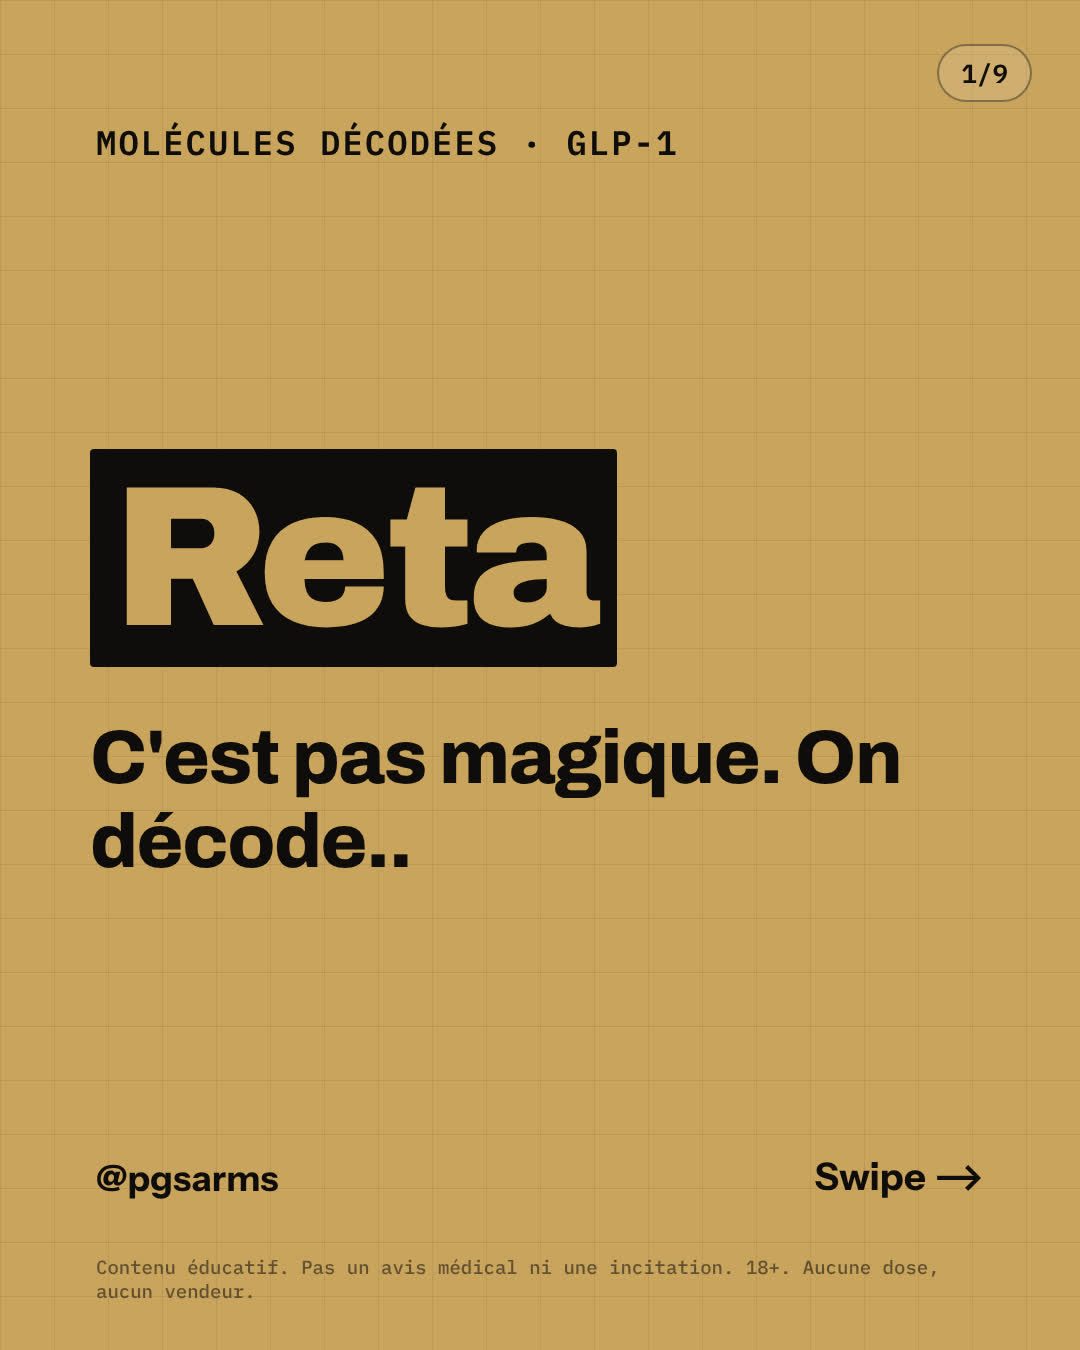 1/9
MOLÉCULES DÉCODÉES · GLP-1
Reta
C'est pas magique. On
décode..
@pgsarms
Swipe →
Contenu éducatif. Pas un avis médical ni une incitation. 18+. Aucune dose,
aucun vendeur.